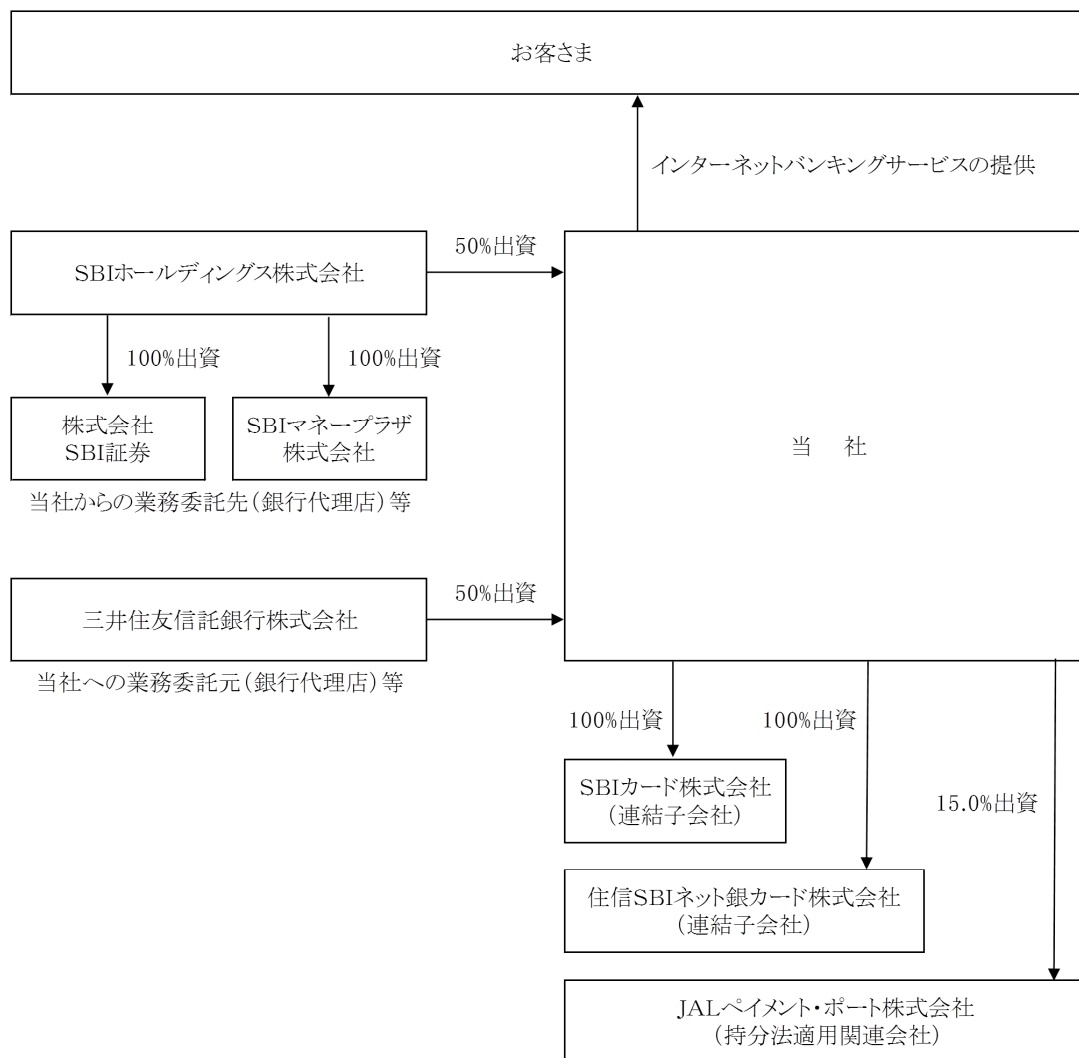 お客さま
インターネットバンキングサービスの提供
50%出資
SBIホールディングス株式会社
100%出資
100%出資
株式会社
SBI証券
SBIマネープラザ
株式会社
当社からの業務委託先(銀行代理店)等
当　社
50%出資
三井住友信託銀行株式会社
当社への業務委託元(銀行代理店)等
100%出資
100%出資
15.0%出資
SBIカード株式会社
(連結子会社)
住信SBIネット銀カード株式会社
(連結子会社)
JALペイメント・ポート株式会社
(持分法適用関連会社)